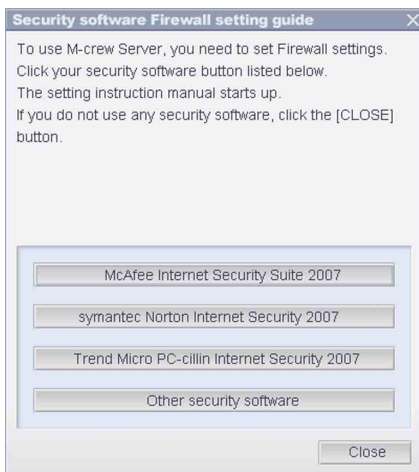 Security software Firewall setting guide
To use M-crew Server, you need to set Firewall settings.
Click your security software button listed below.
The setting instruction manual starts up.
If you do not use any security software, click the [CLOSE]
button.
McAfee Internet Security Suite 2007
symantec Norton Internet Security 2007
Trend Micro PC-cillin Internet Security 2007
Other security software
Close